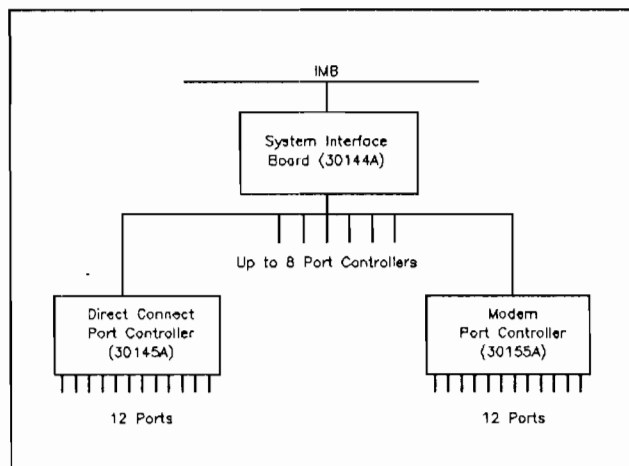 IMB
System Interface
Board (30144A)
Up to 8 Port Controllers
Direct Connect
Port Controller
(30145A)
Modem
Port Controller
(30155A)
12 Ports
12 Ports